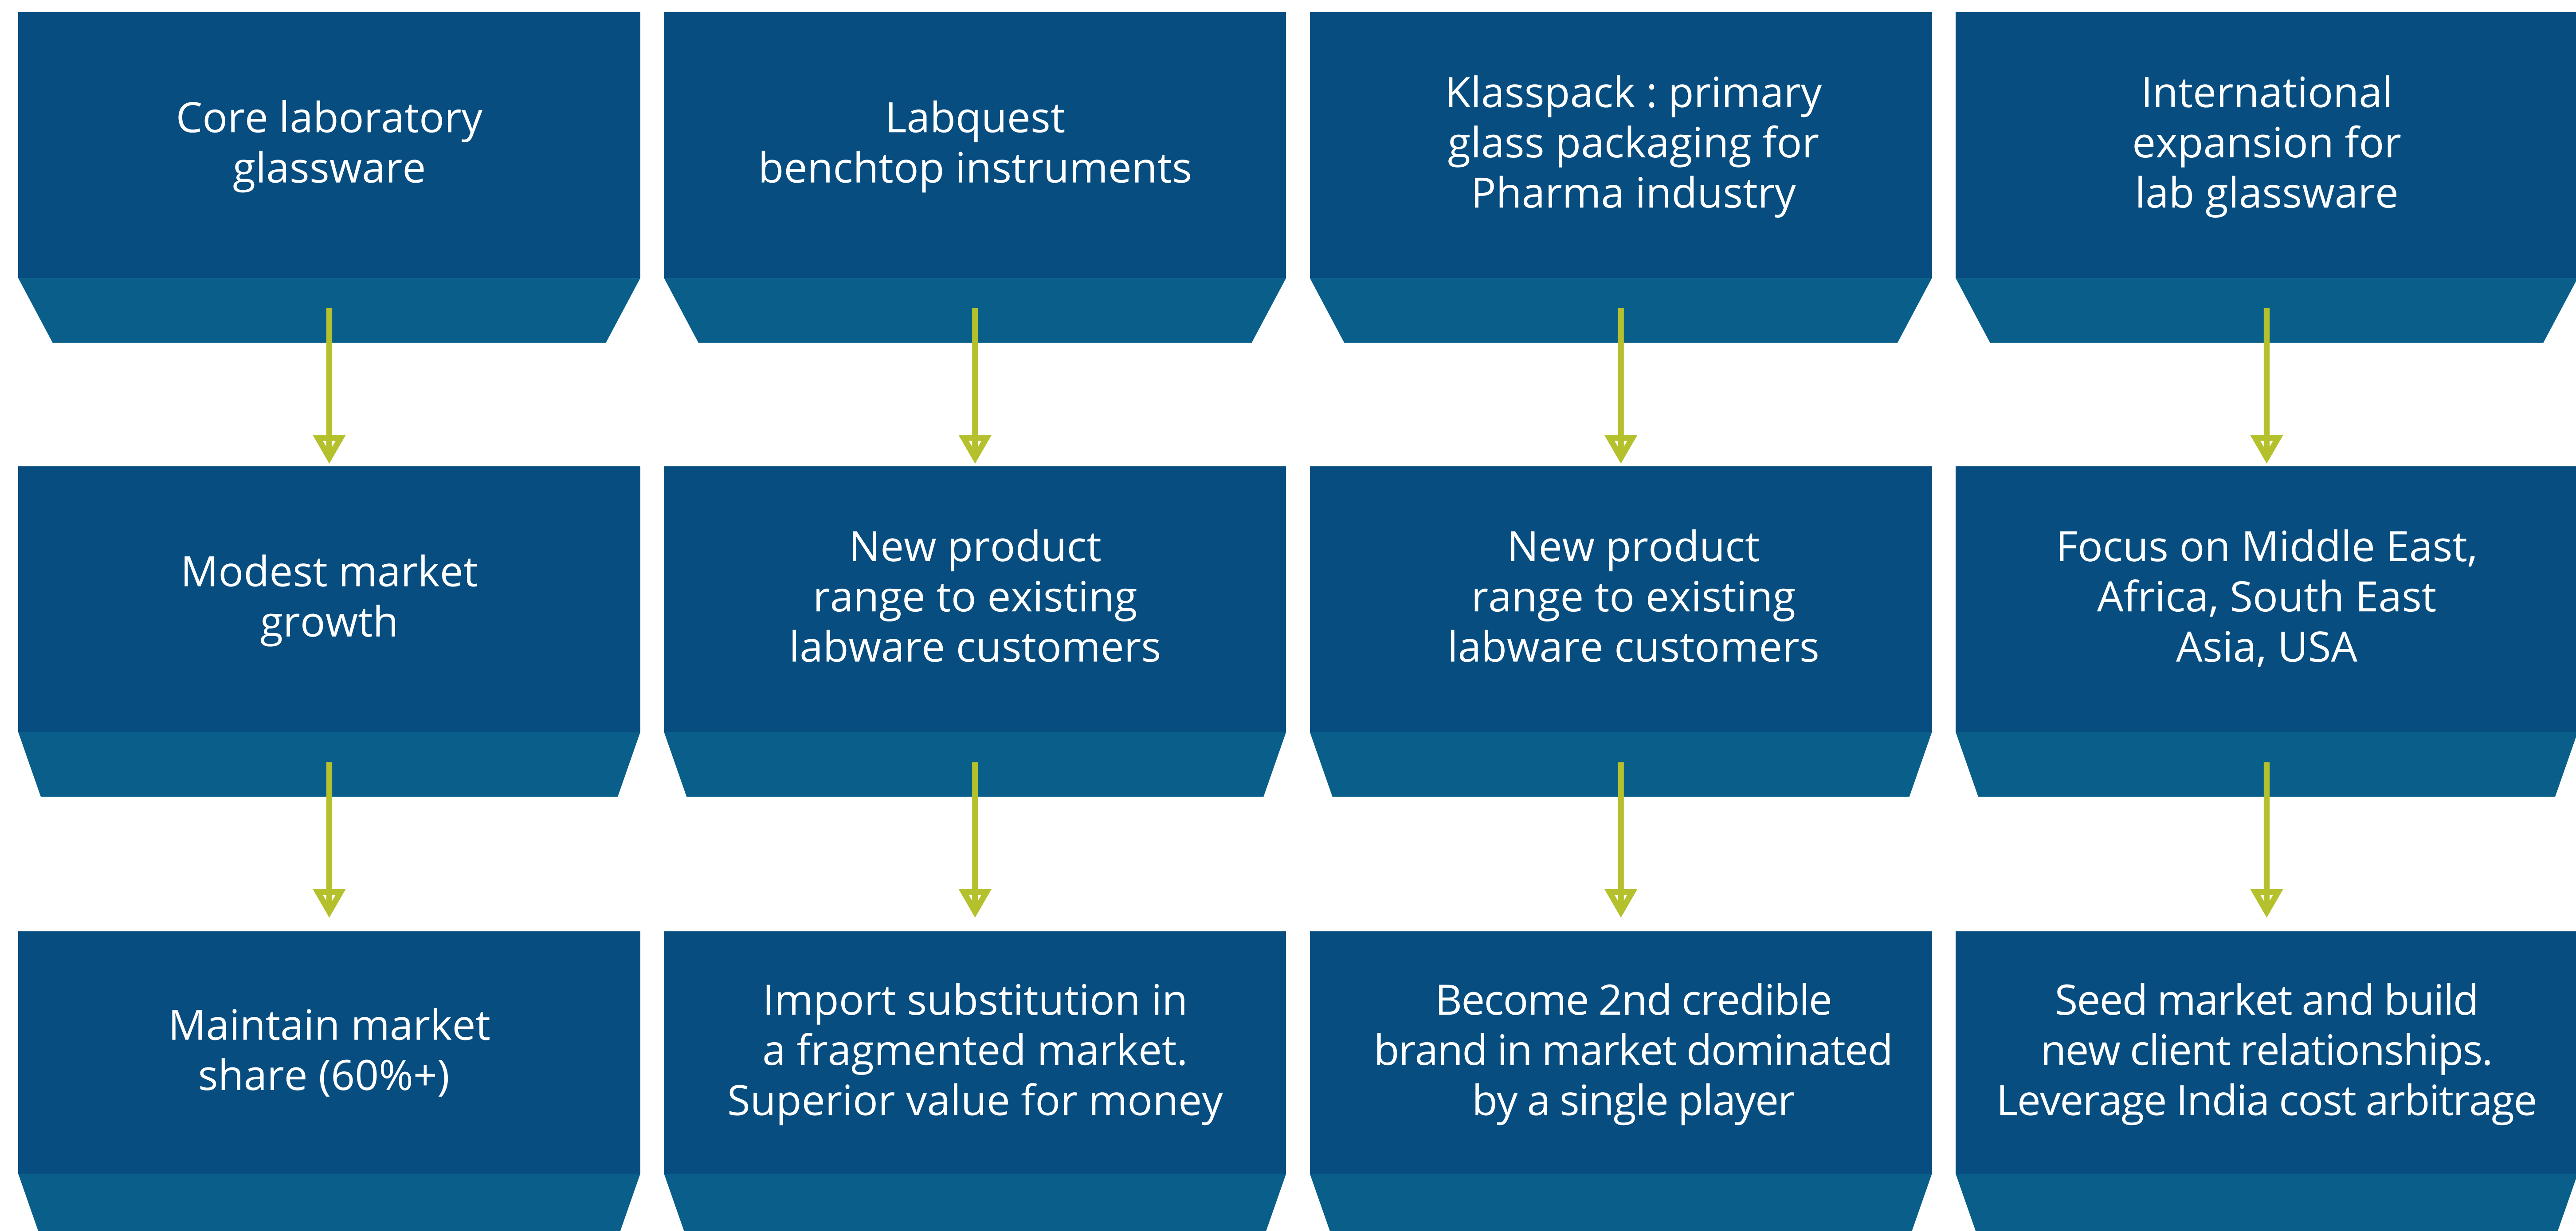 Core laboratory
glassware
Labquest
benchtop instruments
Klasspack : primary
glass packaging for
Pharma industry
International
expansion for
lab glassware
Modest market
growth
New product
range to existing
labware customers
New product
range to existing
labware customers
Focus on Middle East,
Africa, South East
Asia, USA
Maintain market
share (60%+)
Import substitution in
a fragmented market.
Superior value for money
Become 2nd credible
brand in market dominated
by a single player
Seed market and build
new client relationships.
Leverage India cost arbitrage